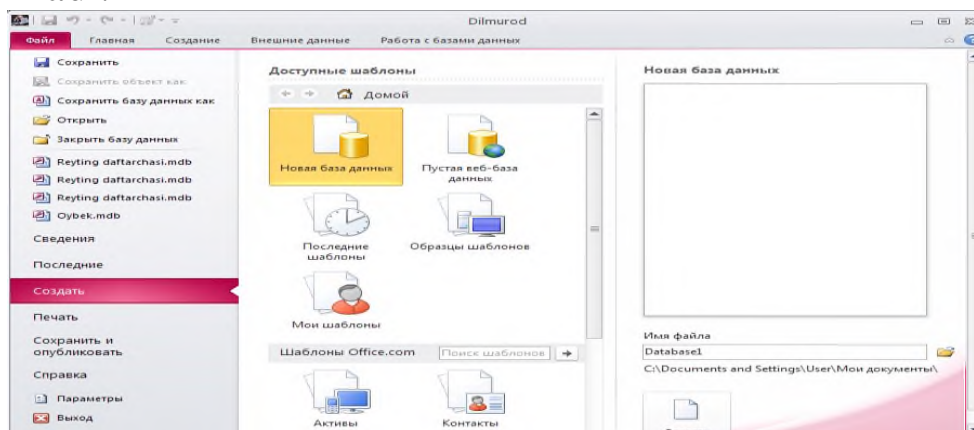 Dilmurod
Файл Главная Создание Внешние данные Работа с базами данных
Сохранить
Сохранить объект как
Сохранить базу данных как
Открыть
Закрыть базу данных
Reyting daftarchasi.mdb
Reyting daftarchasi.mdb
Reyting daftarchasi.mdb
Oybek.mdb
Сведения
Последние
Создать
Печать
Сохранить и
опубликовать
Справка
Параметры
Выход
Доступные шаблоны
Домой
Новая база данных
Пустая веб-база
данных
Последние
шаблоны
Образцы шаблонов
Мои шаблоны
Шаблоны Office.com Поиск шаблонов
Активы
Контакты
Новая база данных
Имя файла
Database1
C:\Documents and Settings\User\Мои документы\